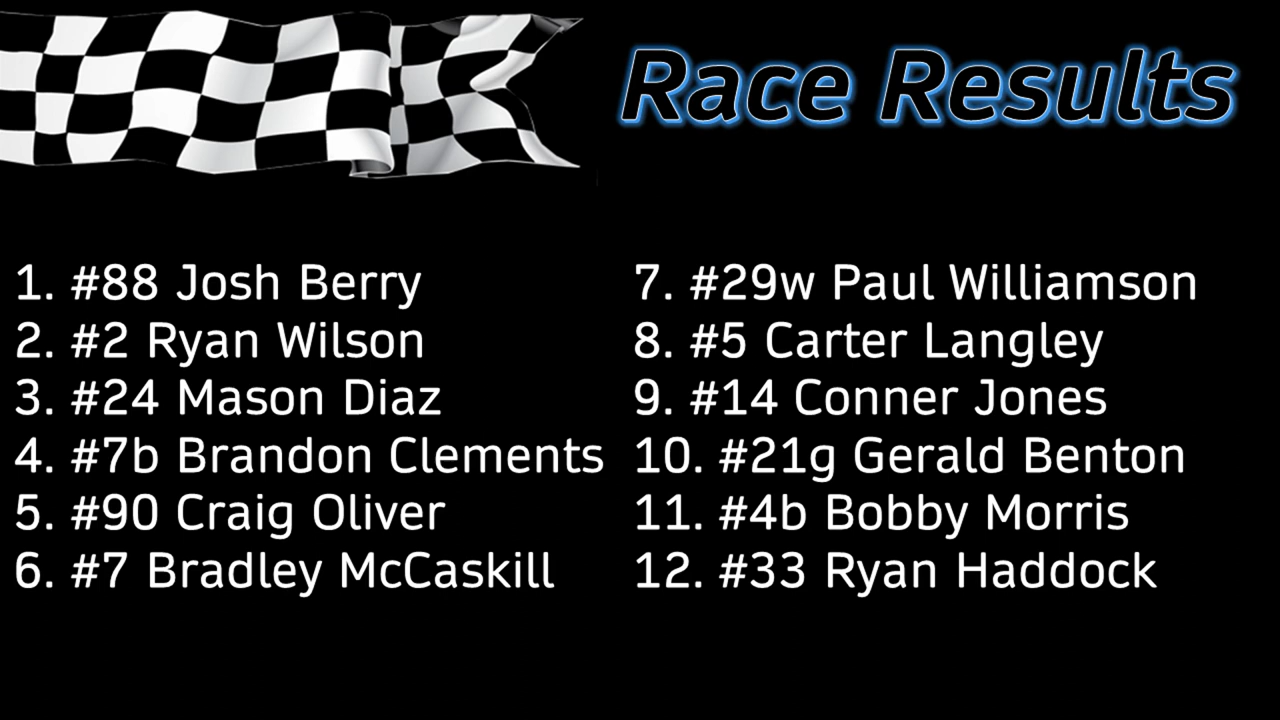 Race Results
1. #88 Josh Berry
2. #2 Ryan Wilson
3. #24 Mason Diaz
4. #7b Brandon Clements
5. #90 Craig Oliver
6. #7 Bradley McCaskill
7. #29w Paul Williamson
8. #5 Carter Langley
9. #14 Conner Jones
10. #21g Gerald Benton
11. #4b Bobby Morris
12. #33 Ryan Haddock